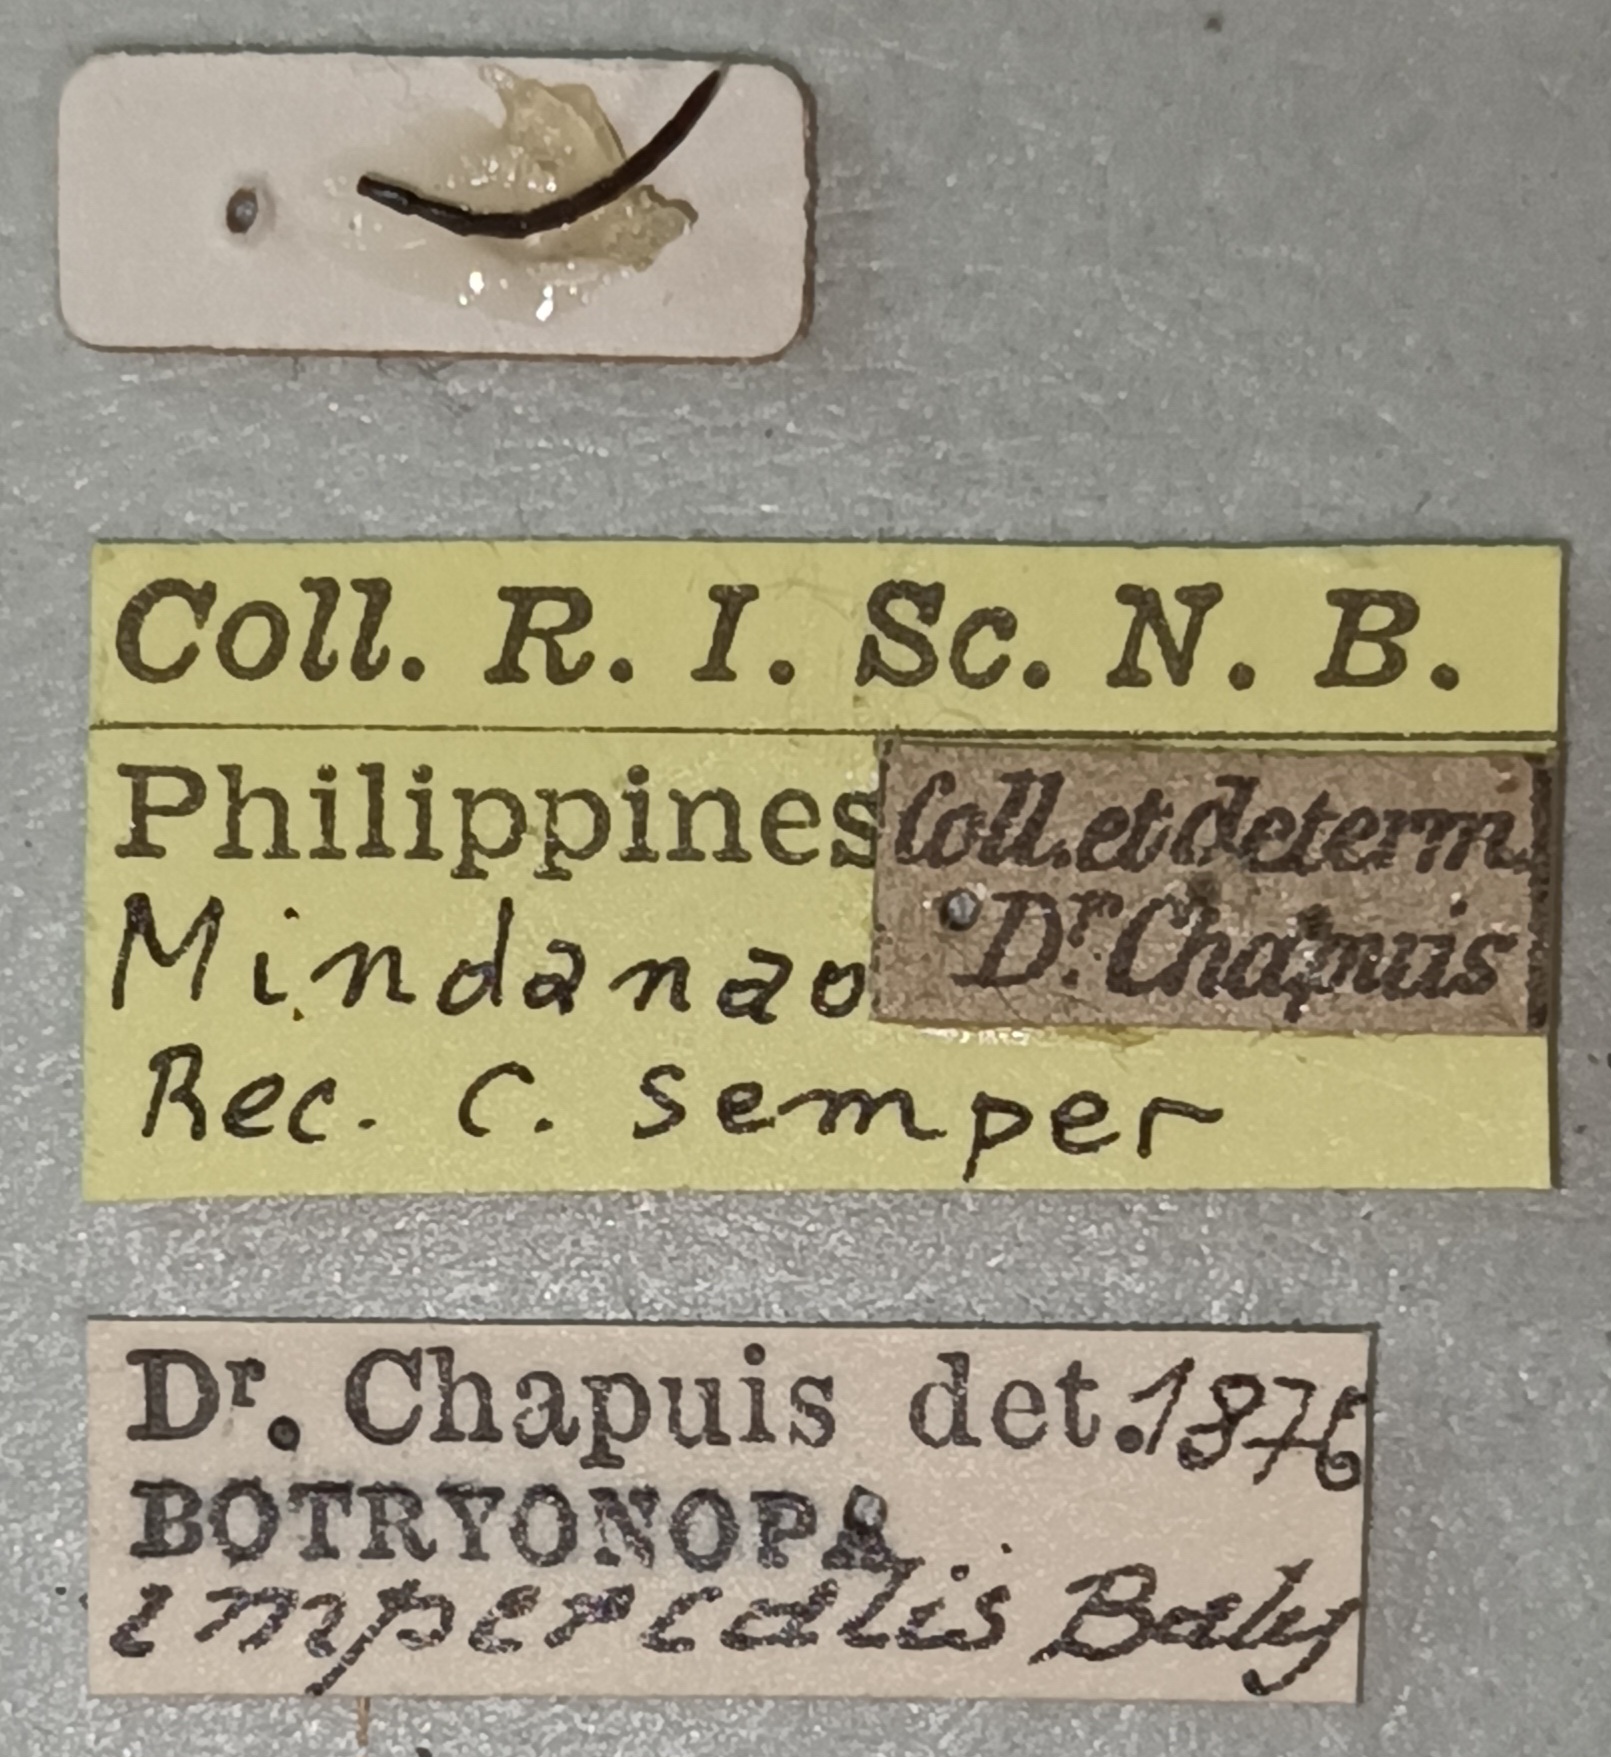 Coll. R. I. Sc. N. B.
Philippines
Mindanao
Coll. et determ.
Dr. Chapuis
Rec. C. Semper
Dr. Chapuis det. 1876
BOTRYONOPA
imperialis Baly